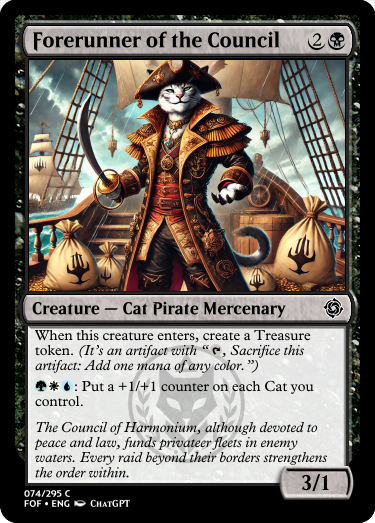 Forerunner of the Council 2
Creature — Cat Pirate Mercenary
When this creature enters, create a Treasure
token. (It's an artifact with “, Sacrifice this
artifact: Add one mana of any color.”)
: Put a +1/+1 counter on each Cat you
control.
The Council of Harmonium, although devoted to
peace and law, funds privateer fleets in enemy
waters. Every raid beyond their borders strengthens
the order within.
3/1
074/295 C
FOF • ENG ChatGPT